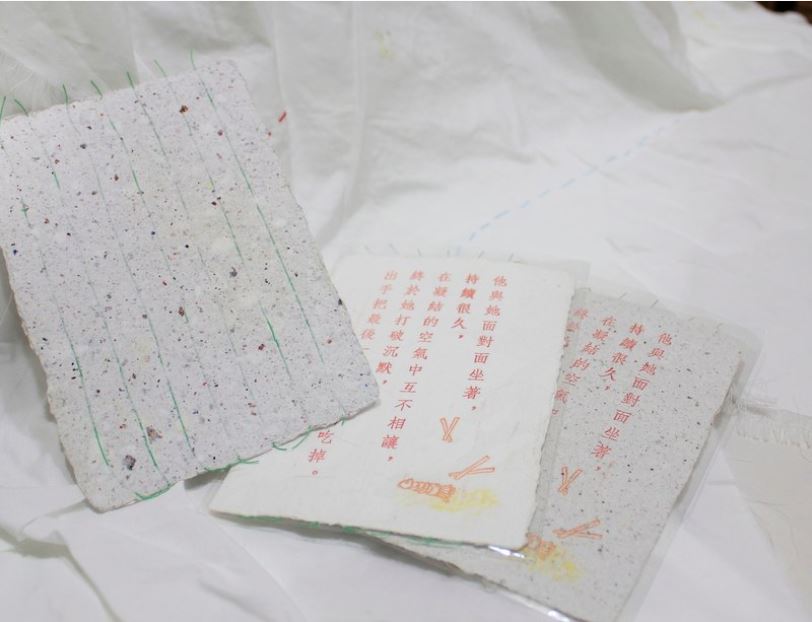 他與她面對面坐著，
持續很久，
在凝結的空氣中互不相讓，
終於她打破沉默，
出手把最後吃掉。
他與她面對面坐著，
持續很久，
在凝結的空氣